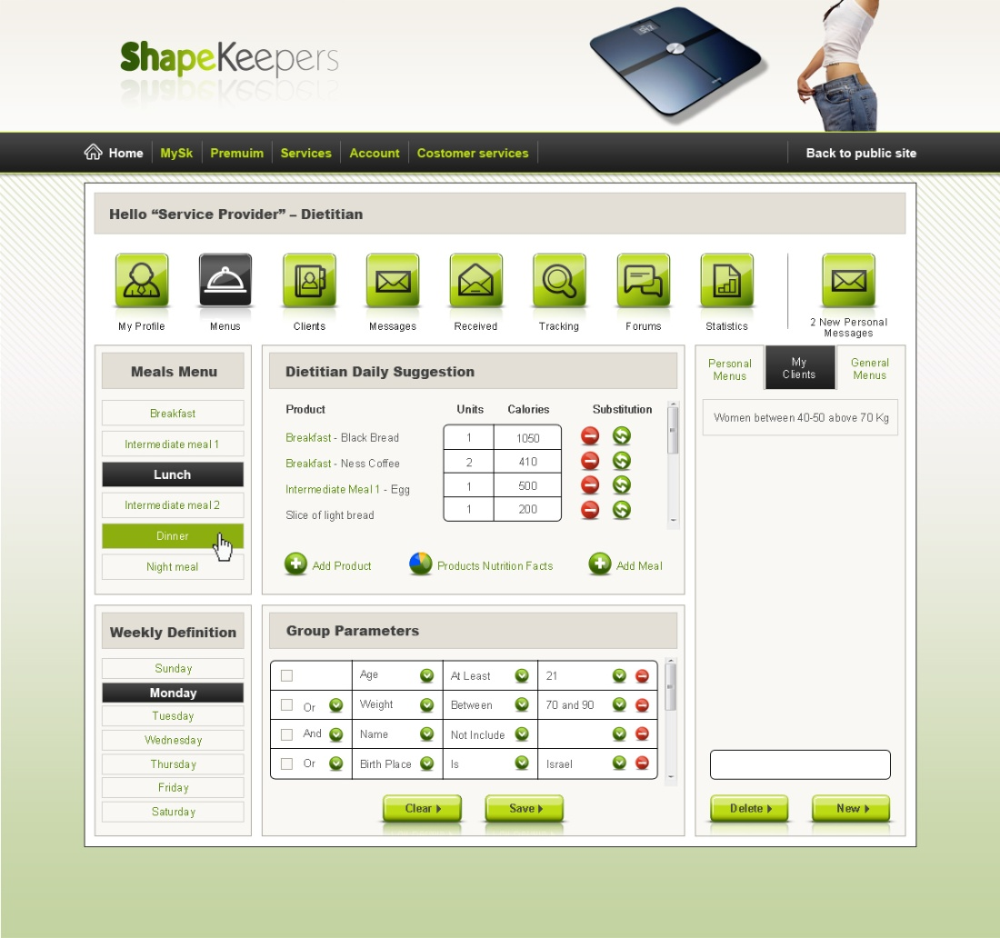 ShapeKeepers
Home
MySk
Premuim
Services
Account
Costomer services
Back to public site
Hello “Service Provider” – Dietitian
My Profile
Menus
Clients
Messages
Received
Tracking
Forums
Statistics
2 New Personal
Messages
Meals Menu
Breakfast
Intermediate meal 1
Lunch
Intermediate meal 2
Dinner
Night meal
Dietitian Daily Suggestion
Product Units Calories Substitution
Breakfast - Black Bread 1 1050
Breakfast - Ness Coffee 2 410
Intermediate Meal 1 - Egg 1 500
Slice of light bread 1 200
Add Product
Products Nutrition Facts
Add Meal
Personal
Menus
My
Clients
General
Menus
Women between 40-50 above 70 Kg
Weekly Definition
Sunday
Monday
Tuesday
Wednesday
Thursday
Friday
Saturday
Group Parameters
Age At Least 21
Or Weight Between 70 and 90
And Name Not Include
Or Birth Place Is Israel
Clear
Save
Delete
New